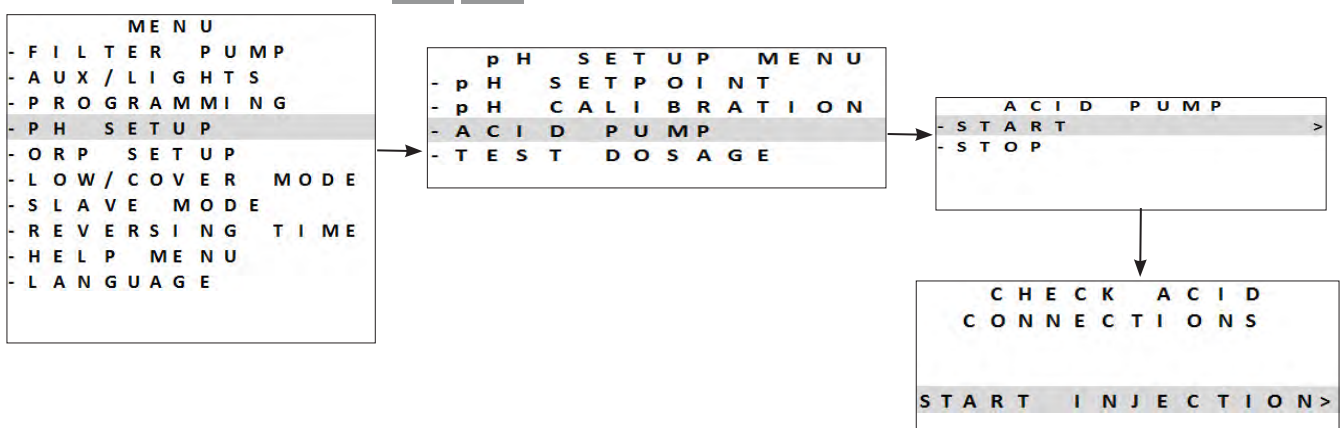 MENU
- FILTER PUMP
- AUX/LIGHTS
- PROGRAMMING
- PH SETUP
- ORP SETUP
- LOW/COVER MODE
- SLAVE MODE
- REVERSING TIME
- HELP MENU
- LANGUAGE
pH SETUP MENU
- pH SETPOINT
- pH CALIBRATION
- ACID PUMP
- TEST DOSAGE
ACID PUMP
- START >
- STOP
CHECK ACID
CONNECTIONS
START INJECTION>